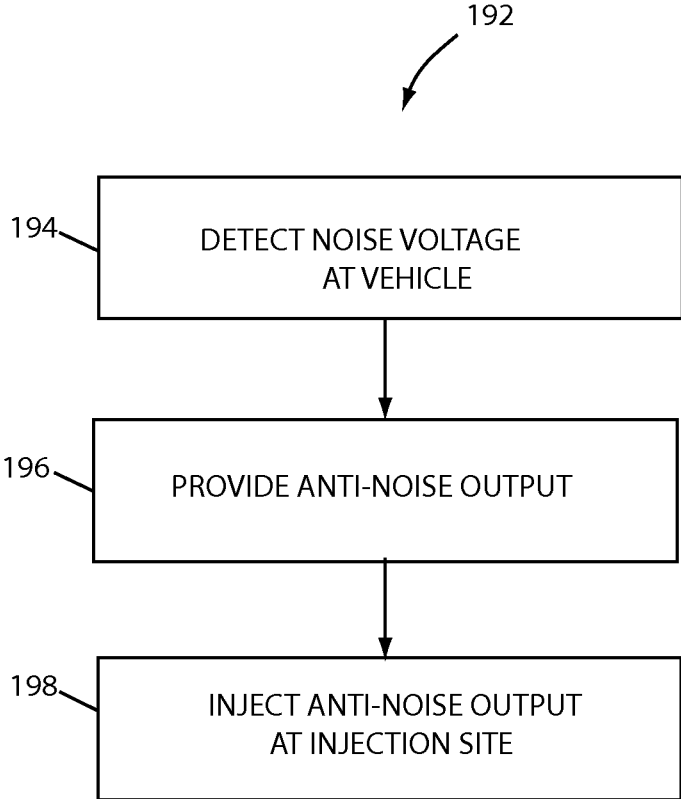 192
194
DETECT NOISE VOLTAGE
AT VEHICLE
196
PROVIDE ANTI-NOISE OUTPUT
198
INJECT ANTI-NOISE OUTPUT
AT INJECTION SITE